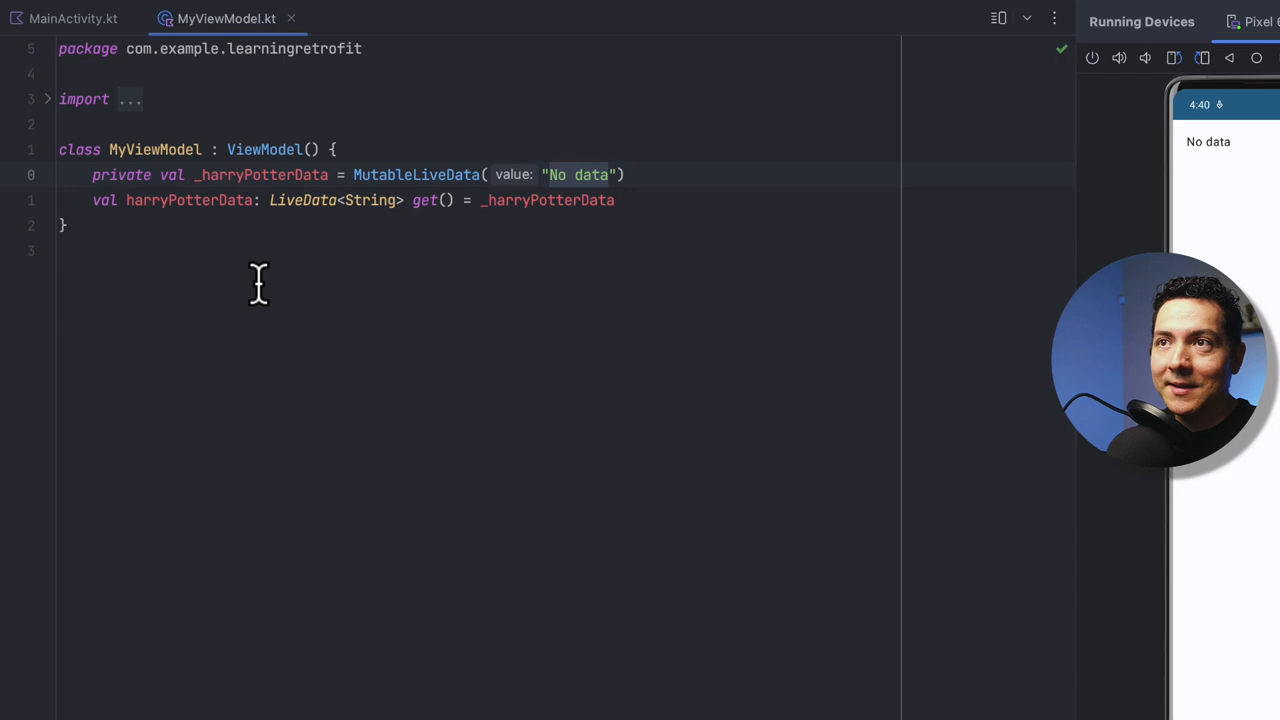 MainActivity.kt
MyViewModel.kt
Running Devices
Pixel 6
5 package com.example.learningretrofit
4
3 import ...
2
1 class MyViewModel : ViewModel() {
0 private val _harryPotterData = MutableLiveData( value: "No data")
1 val harryPotterData: LiveData<String> get() = _harryPotterData
2 }
3
4:40
No data